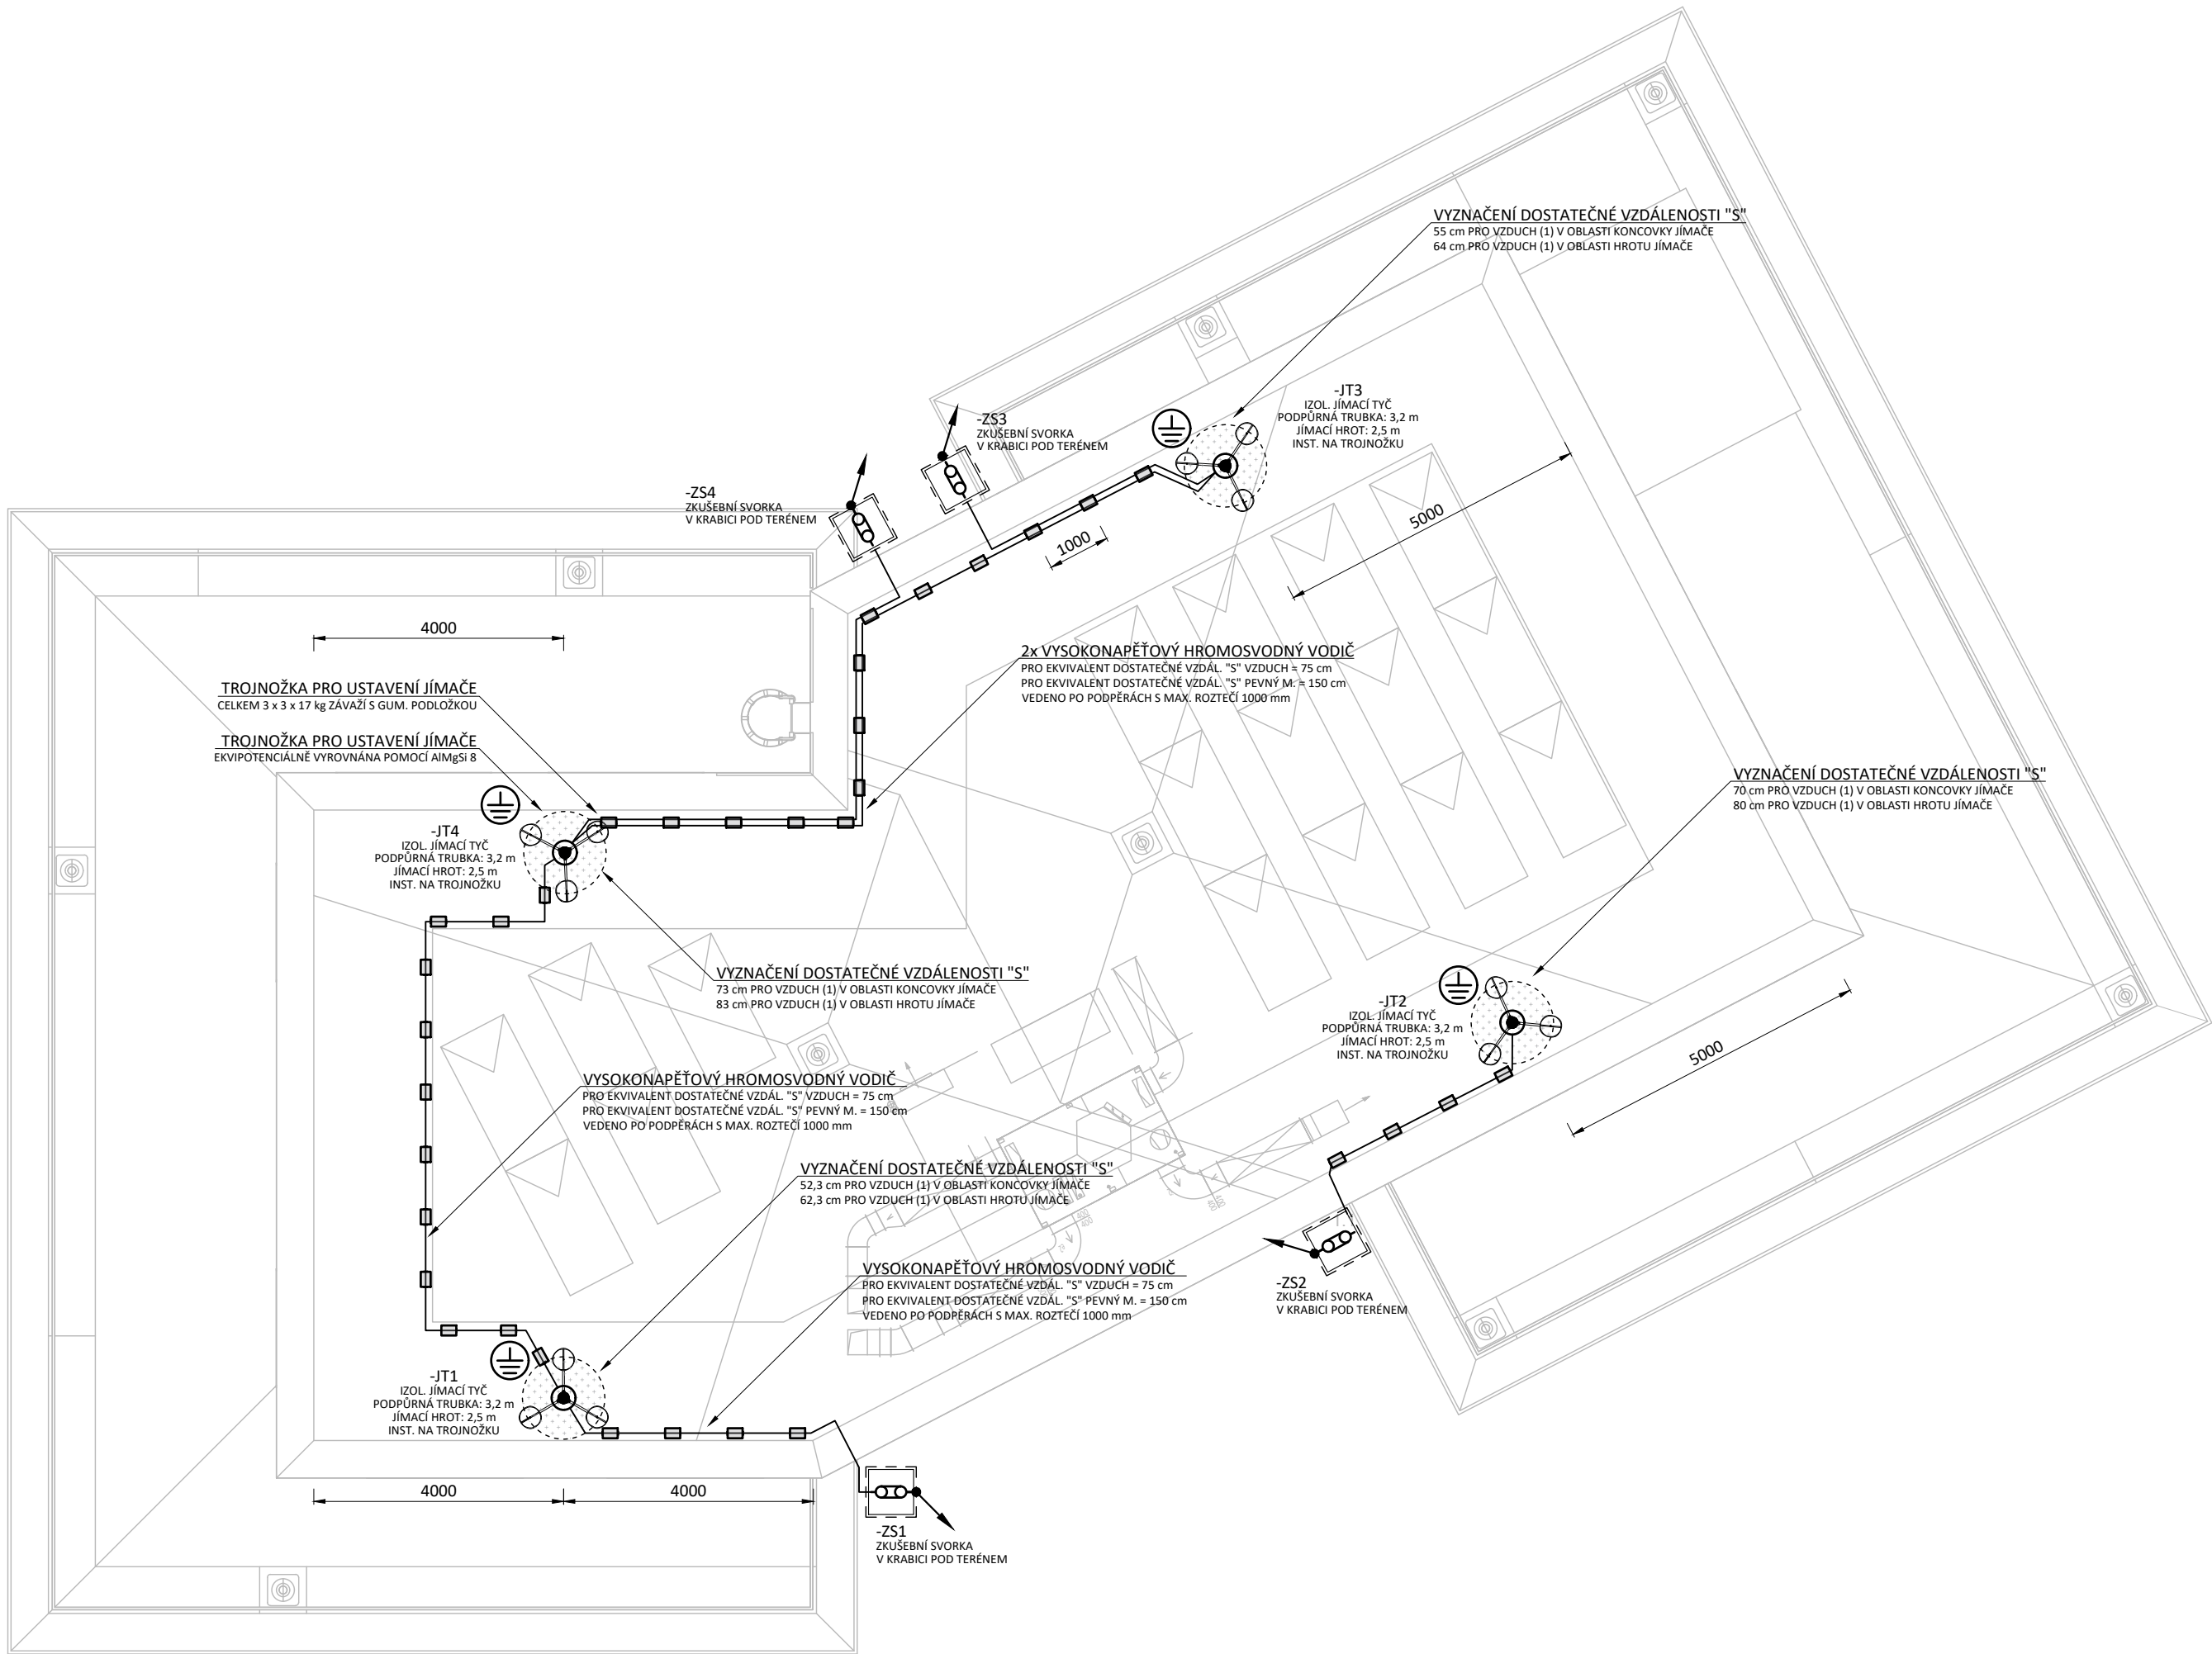 VYZNAČENÍ DOSTATEČNÉ VZDÁLENOSTI "S"
55 cm PRO VZDUCH (1) V OBLASTI KONCOVKY JÍMAČE
64 cm PRO VZDUCH (1) V OBLASTI HROTU JÍMAČE
-JT3
IZOL. JÍMACÍ TYČ
PODPŮRNÁ TRUBKA: 3,2 m
JÍMACÍ HROT: 2,5 m
INST. NA TROJNOŽKU
-ZS3
ZKUŠEBNÍ SVORKA
V KRABICI POD TERÉNEM
-ZS4
ZKUŠEBNÍ SVORKA
V KRABICI POD TERÉNEM
5000
1000
4000
2x VYSOKONAPĚŤOVÝ HROMOSVODNÝ VODIČ
PRO EKVIVALENT DOSTATEČNÉ VZDÁL. "S" VZDUCH = 75 cm
PRO EKVIVALENT DOSTATEČNÉ VZDÁL. "S" PEVNÝ M. = 150 cm
VEDENO PO PODPĚRÁCH S MAX. ROZTEČÍ 1000 mm
TROJNOŽKA PRO USTAVENÍ JÍMAČE
CELKEM 3 x 3 x 17 kg ZÁVAŽÍ S GUM. PODLOŽKOU
TROJNOŽKA PRO USTAVENÍ JÍMAČE
EKVIPOTENCIÁLNĚ VYROVNÁNA POMOCÍ AlMgSi 8
VYZNAČENÍ DOSTATEČNÉ VZDÁLENOSTI "S"
70 cm PRO VZDUCH (1) V OBLASTI KONCOVKY JÍMAČE
80 cm PRO VZDUCH (1) V OBLASTI HROTU JÍMAČE
-JT4
IZOL. JÍMACÍ TYČ
PODPŮRNÁ TRUBKA: 3,2 m
JÍMACÍ HROT: 2,5 m
INST. NA TROJNOŽKU
VYZNAČENÍ DOSTATEČNÉ VZDÁLENOSTI "S"
73 cm PRO VZDUCH (1) V OBLASTI KONCOVKY JÍMAČE
83 cm PRO VZDUCH (1) V OBLASTI HROTU JÍMAČE
-JT2
IZOL. JÍMACÍ TYČ
PODPŮRNÁ TRUBKA: 3,2 m
JÍMACÍ HROT: 2,5 m
INST. NA TROJNOŽKU
5000
VYSOKONAPĚŤOVÝ HROMOSVODNÝ VODIČ
PRO EKVIVALENT DOSTATEČNÉ VZDÁL. "S" VZDUCH = 75 cm
PRO EKVIVALENT DOSTATEČNÉ VZDÁL. "S" PEVNÝ M. = 150 cm
VEDENO PO PODPĚRÁCH S MAX. ROZTEČÍ 1000 mm
VYZNAČENÍ DOSTATEČNÉ VZDÁLENOSTI "S"
52,3 cm PRO VZDUCH (1) V OBLASTI KONCOVKY JÍMAČE
62,3 cm PRO VZDUCH (1) V OBLASTI HROTU JÍMAČE
400
400
VYSOKONAPĚŤOVÝ HROMOSVODNÝ VODIČ
PRO EKVIVALENT DOSTATEČNÉ VZDÁL. "S" VZDUCH = 75 cm
PRO EKVIVALENT DOSTATEČNÉ VZDÁL. "S" PEVNÝ M. = 150 cm
VEDENO PO PODPĚRÁCH S MAX. ROZTEČÍ 1000 mm
-ZS2
ZKUŠEBNÍ SVORKA
V KRABICI POD TERÉNEM
-JT1
IZOL. JÍMACÍ TYČ
PODPŮRNÁ TRUBKA: 3,2 m
JÍMACÍ HROT: 2,5 m
INST. NA TROJNOŽKU
4000
4000
-ZS1
ZKUŠEBNÍ SVORKA
V KRABICI POD TERÉNEM